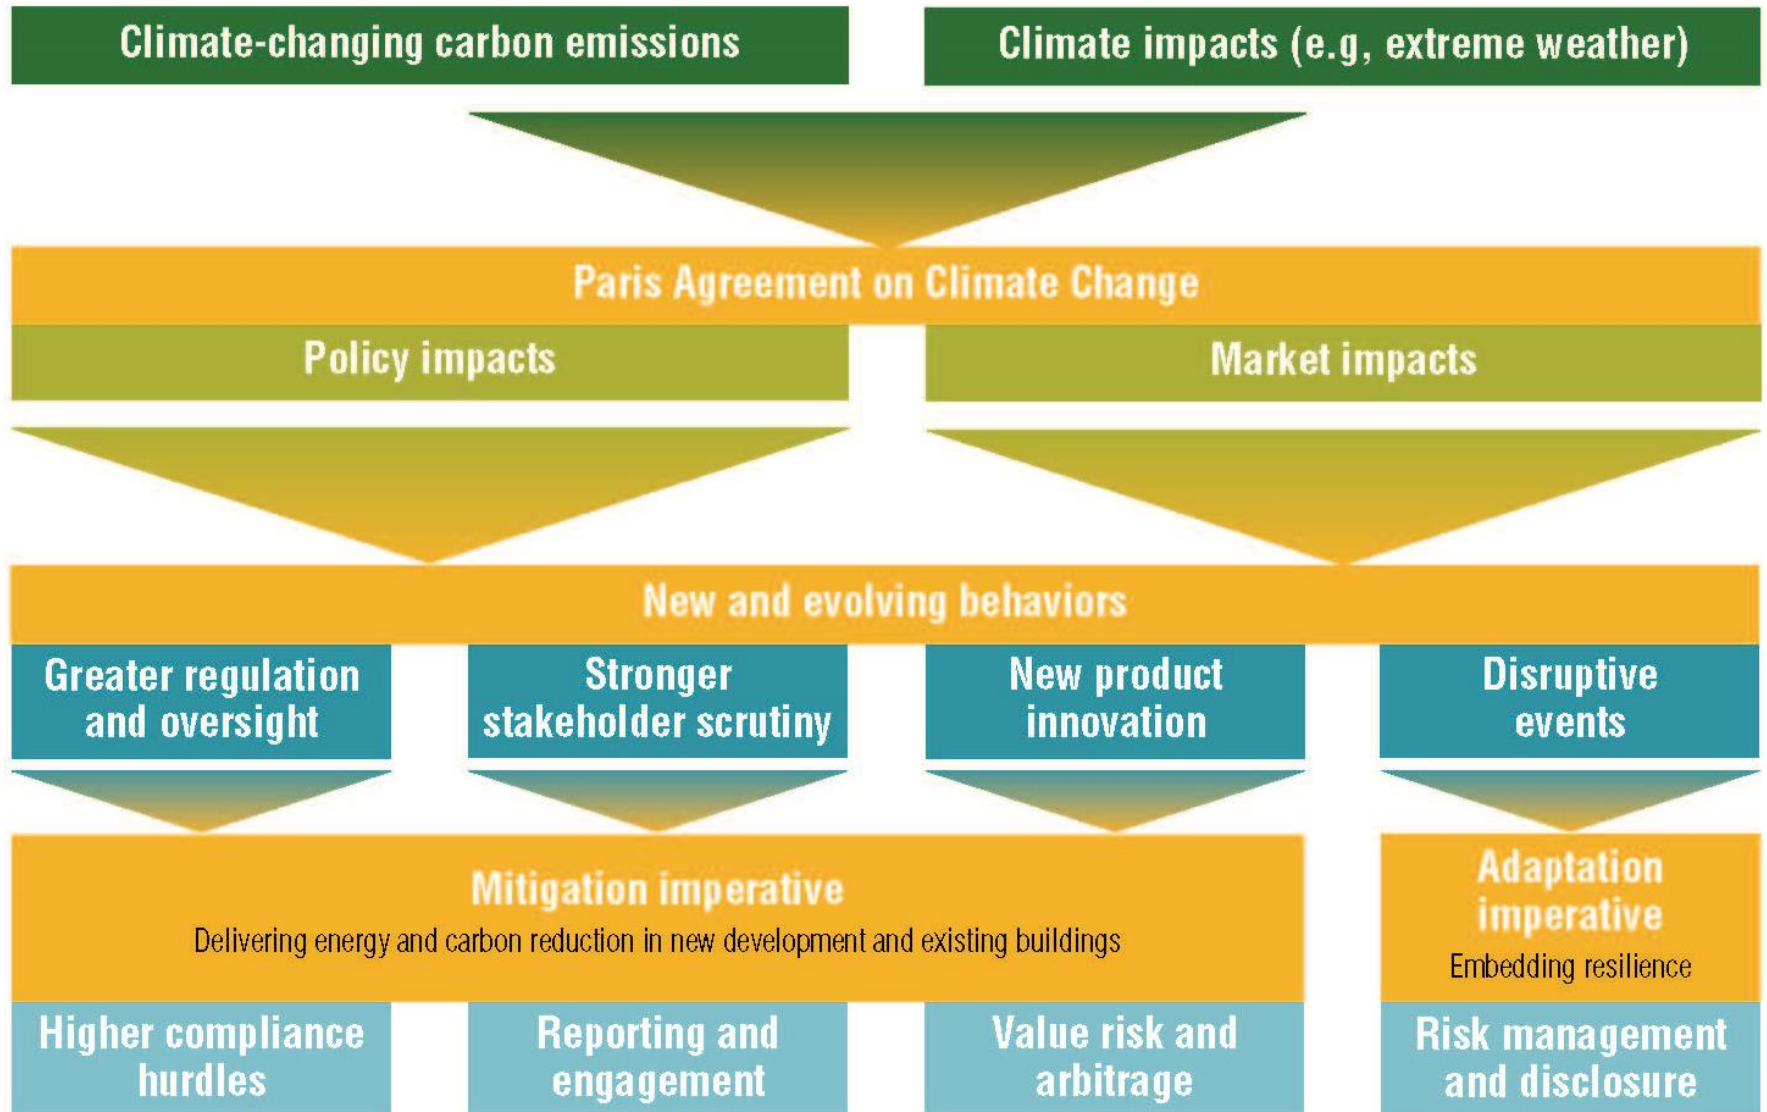 Climate-changing carbon emissions
Climate impacts (e.g, extreme weather)
Paris Agreement on Climate Change
Policy impacts
Market impacts
New and evolving behaviors
Greater regulation
and oversight
Stronger
stakeholder scrutiny
New product
innovation
Disruptive
events
Mitigation imperative
Delivering energy and carbon reduction in new development and existing buildings
Adaptation
imperative
Embedding resilience
Higher compliance
hurdles
Reporting and
engagement
Value risk and
arbitrage
Risk management
and disclosure